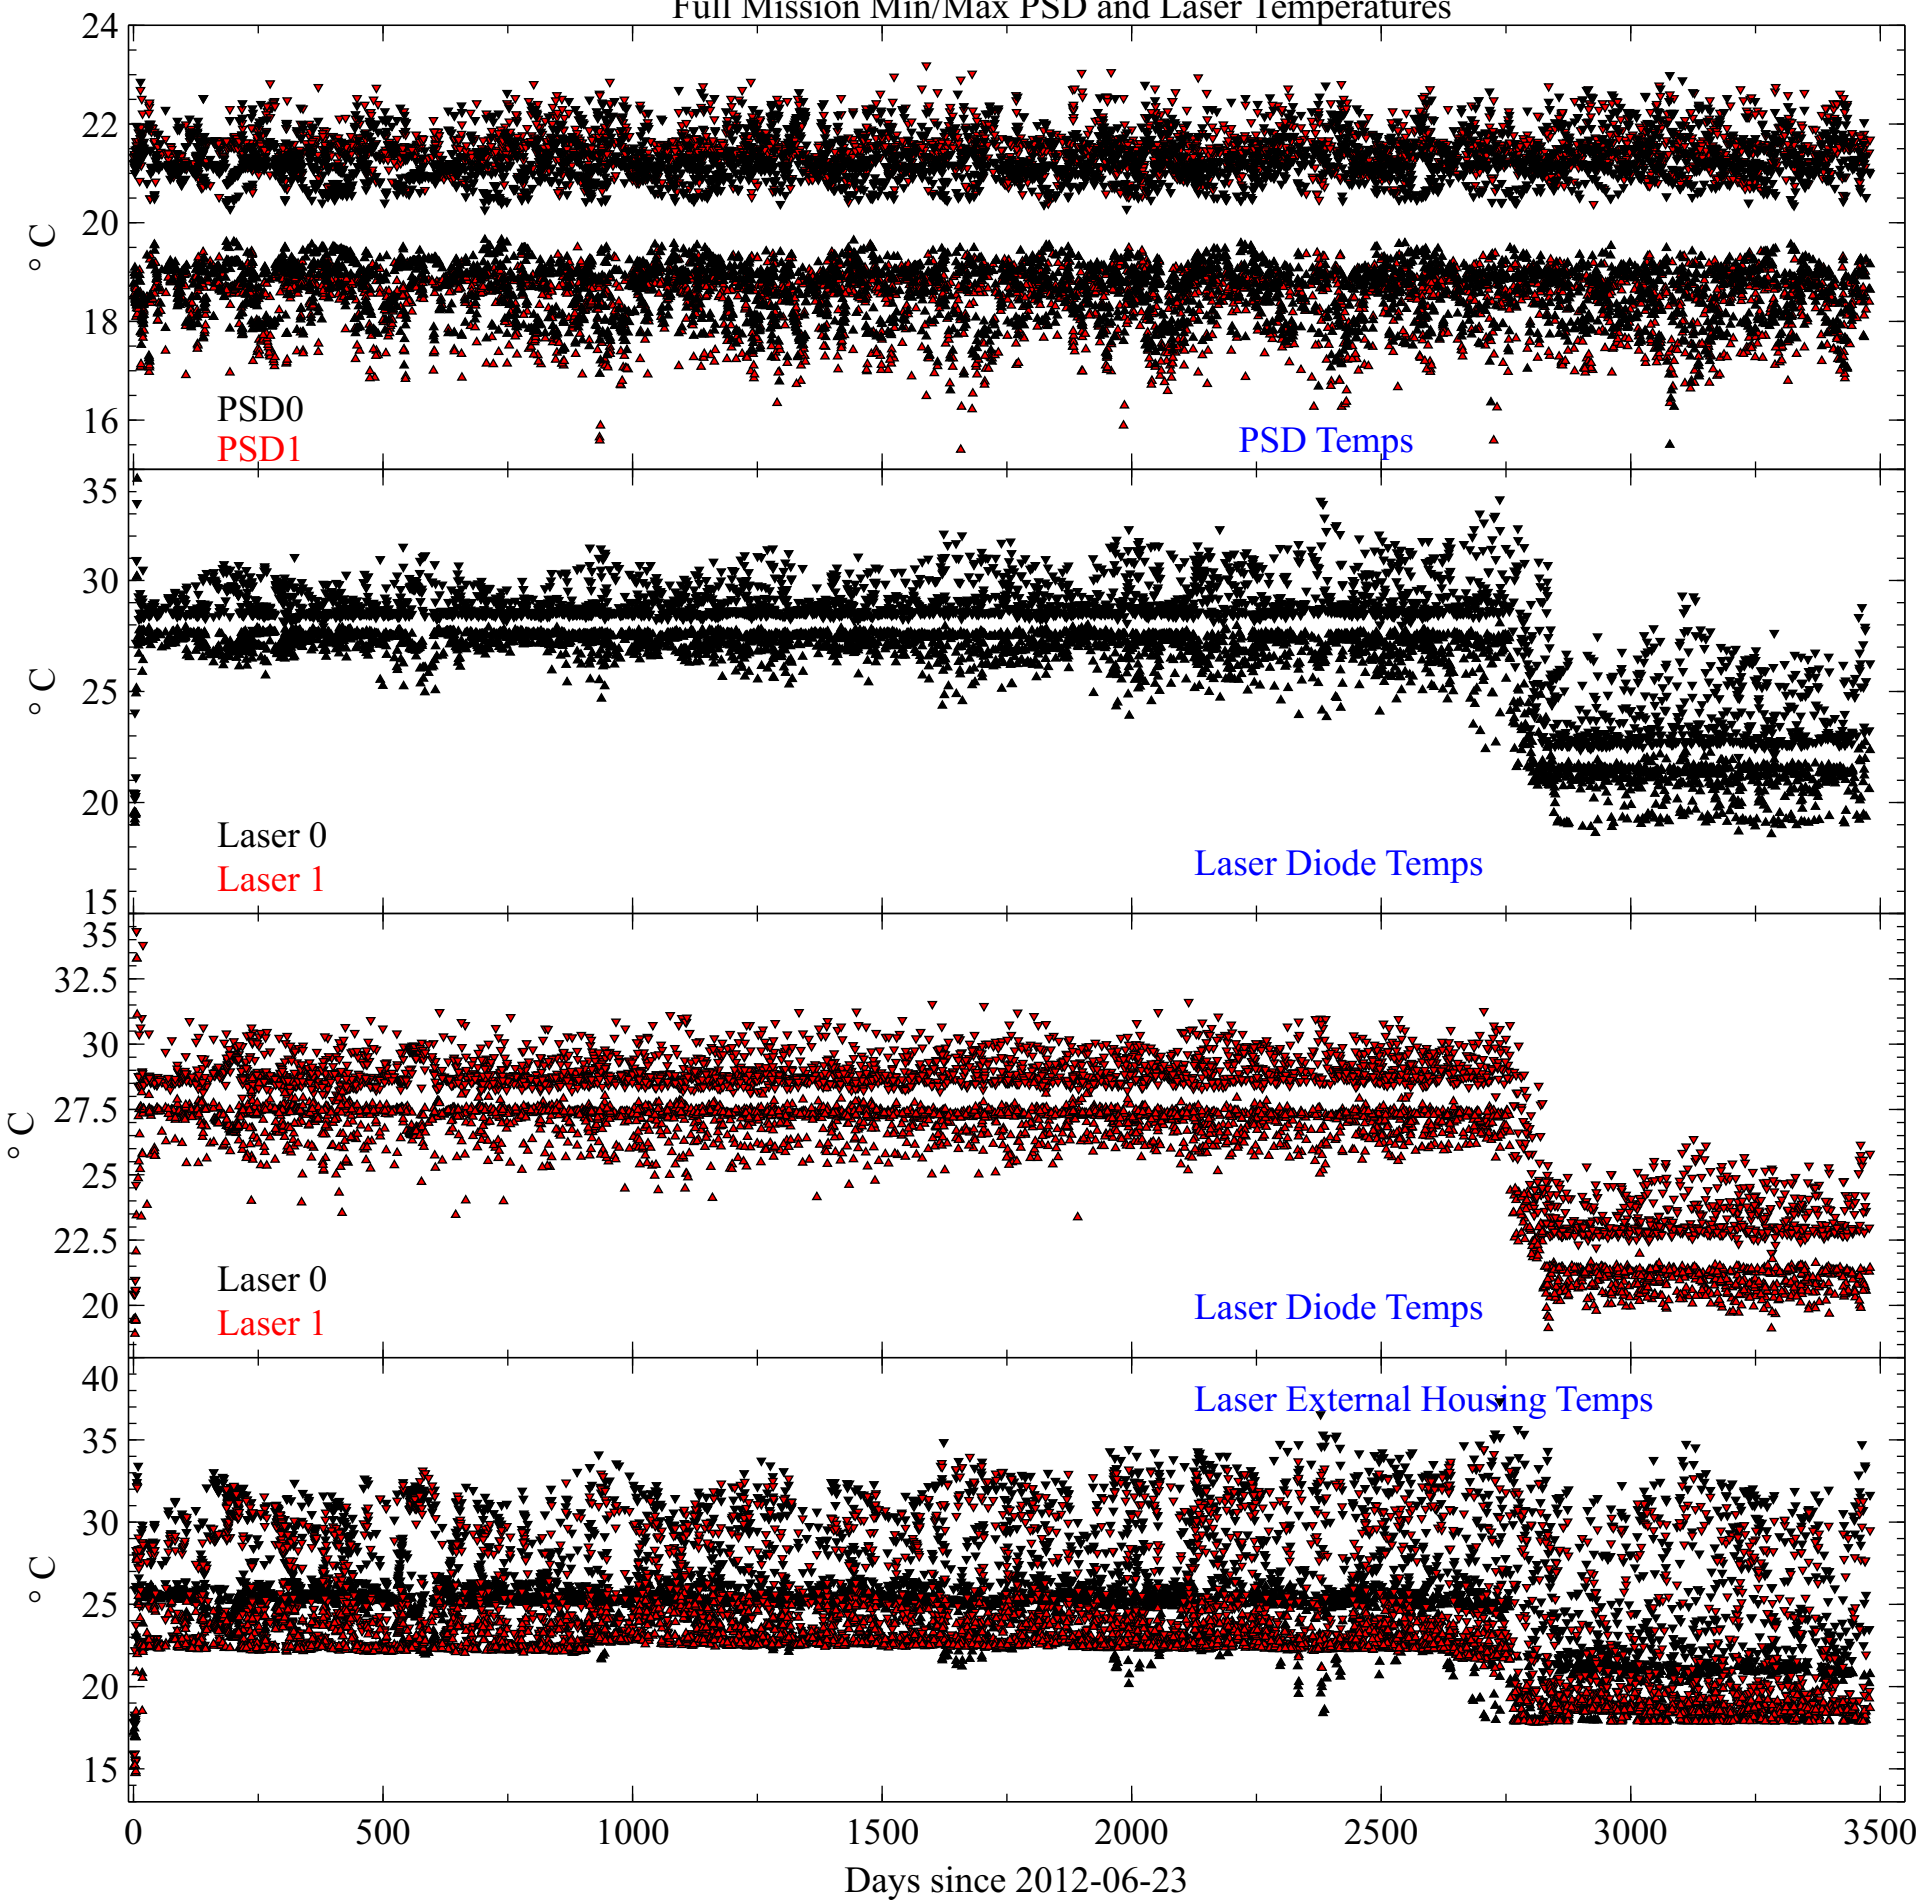 Full Mission Min/Max PSD and Laser Temperatures
24
22
20
18
16
° C
PSD0
PSD1
PSD Temps
35
30
25
20
15
° C
Laser 0
Laser 1
Laser Diode Temps
35
32.5
30
27.5
25
22.5
20
° C
Laser 0
Laser 1
Laser Diode Temps
40
35
30
25
20
15
° C
Laser External Housing Temps
0 500 1000 1500 2000 2500 3000 3500
Days since 2012-06-23